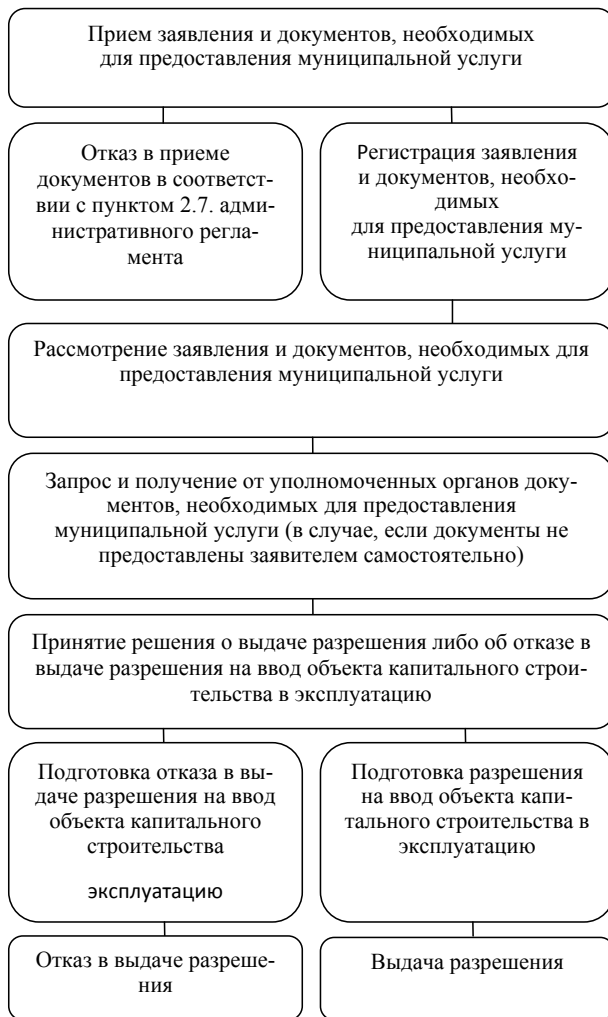 Прием заявления и документов, необходимых
для предоставления муниципальной услуги
Отказ в приеме
документов в соответст-
вии с пунктом 2.7. адми-
нистративного регла-
мента
Регистрация заявления
и документов, необхо-
димых
для предоставления му-
ниципальной услуги
Рассмотрение заявления и документов, необходимых для
предоставления муниципальной услуги
Запрос и получение от уполномоченных органов доку-
ментов, необходимых для предоставления
муниципальной услуги (в случае, если документы не
предоставлены заявителем самостоятельно)
Принятие решения о выдаче разрешения либо об отказе в
выдаче разрешения на ввод объекта капитального строи-
тельства в эксплуатацию
Подготовка отказа в вы-
даче разрешения на ввод
объекта капитального
строительства
эксплуатацию
Подготовка разрешения
на ввод объекта капи-
тального строительства в
эксплуатацию
Отказ в выдаче разреше-
ния
Выдача разрешения